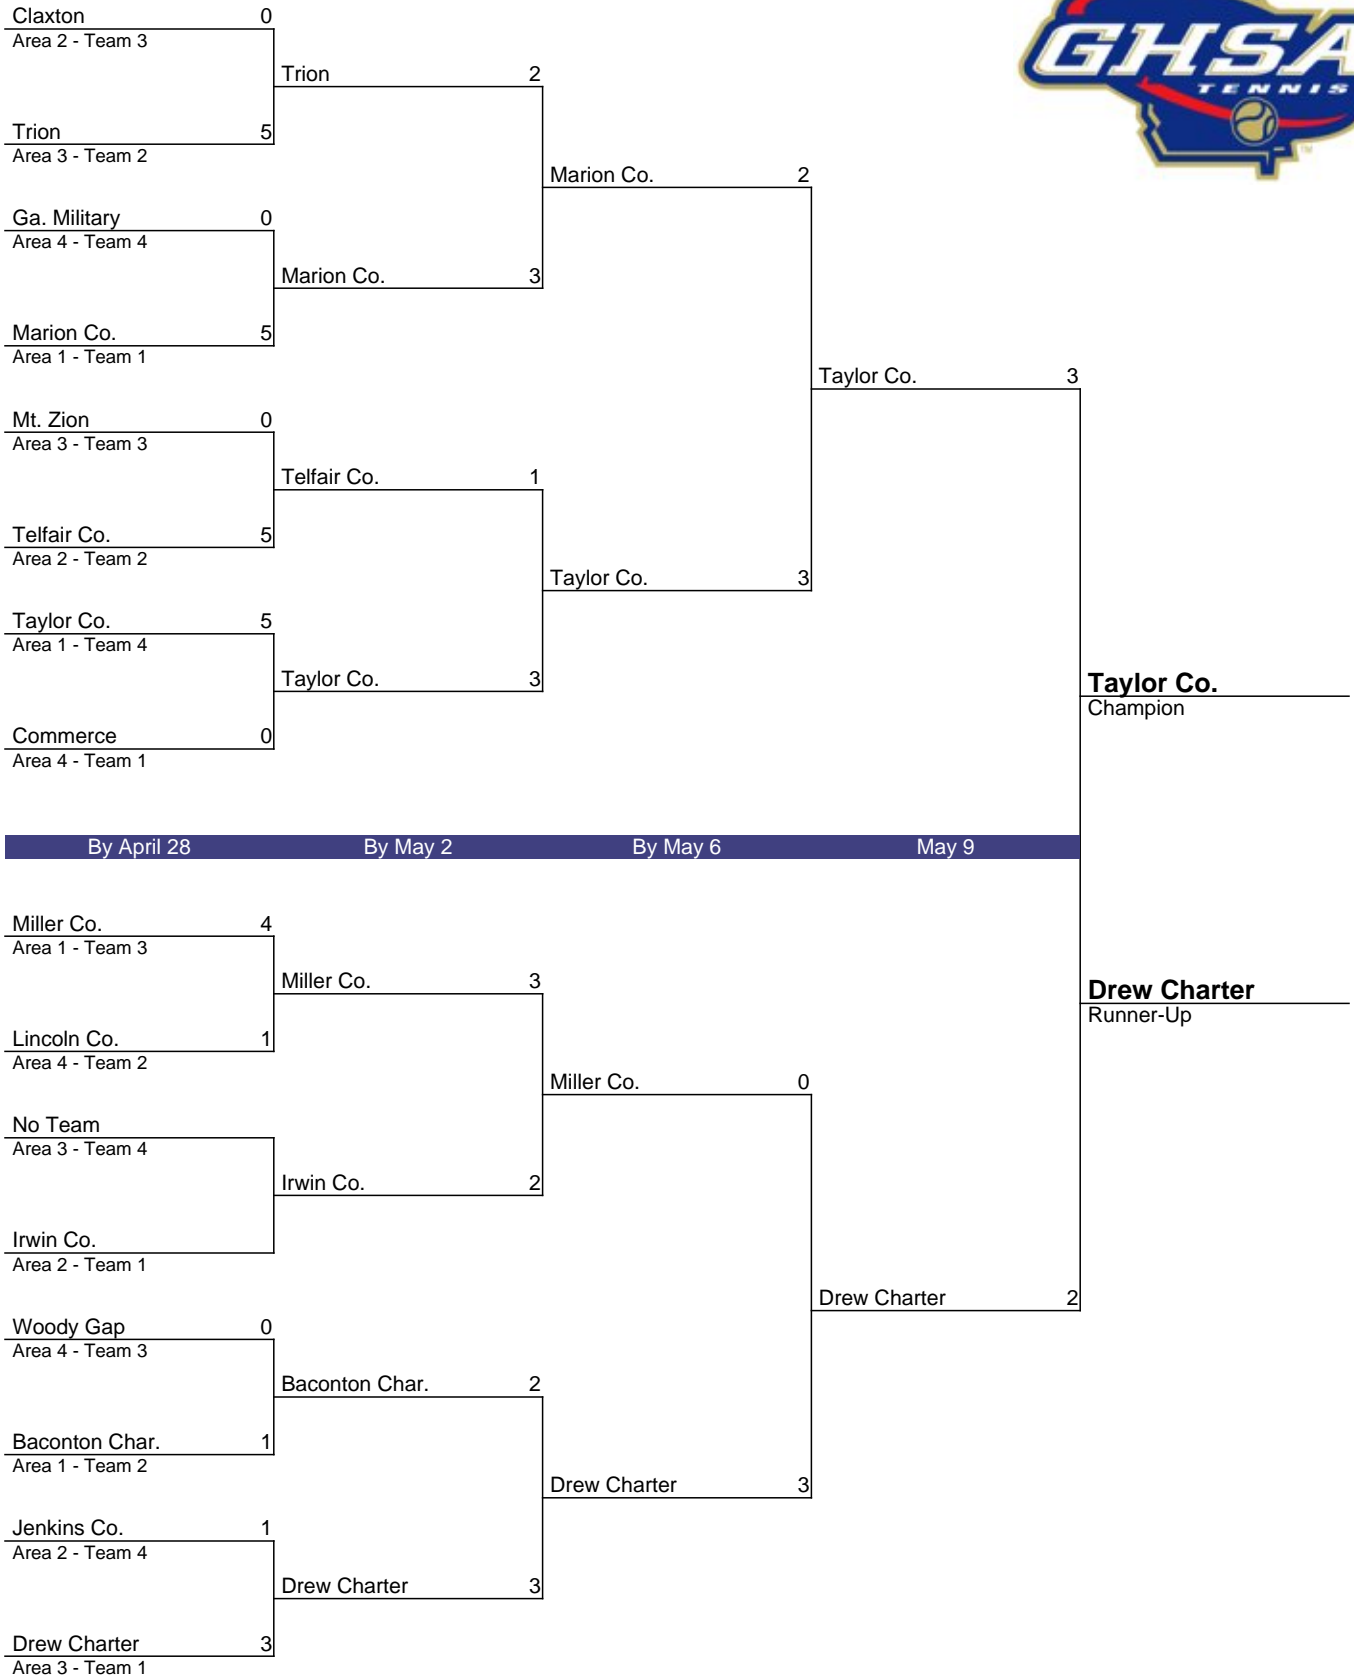 Claxton 0
Area 2 - Team 3
Trion 2
Trion 5
Area 3 - Team 2
GHSA
TENNIS
Marion Co. 2
Ga. Military 0
Area 4 - Team 4
Marion Co. 3
Marion Co. 5
Area 1 - Team 1
Taylor Co. 3
Mt. Zion 0
Area 3 - Team 3
Telfair Co. 1
Telfair Co. 5
Area 2 - Team 2
Taylor Co. 3
Taylor Co. 5
Area 1 - Team 4
Taylor Co. 3
Taylor Co.
Champion
Commerce 0
Area 4 - Team 1
By April 28 By May 2 By May 6 May 9
Miller Co. 4
Area 1 - Team 3
Miller Co. 3
Drew Charter
Runner-Up
Lincoln Co. 1
Area 4 - Team 2
Miller Co. 0
No Team
Area 3 - Team 4
Irwin Co. 2
Irwin Co.
Area 2 - Team 1
Drew Charter 2
Woody Gap 0
Area 4 - Team 3
Baconton Char. 2
Baconton Char. 1
Area 1 - Team 2
Drew Charter 3
Jenkins Co. 1
Area 2 - Team 4
Drew Charter 3
Drew Charter 3
Area 3 - Team 1